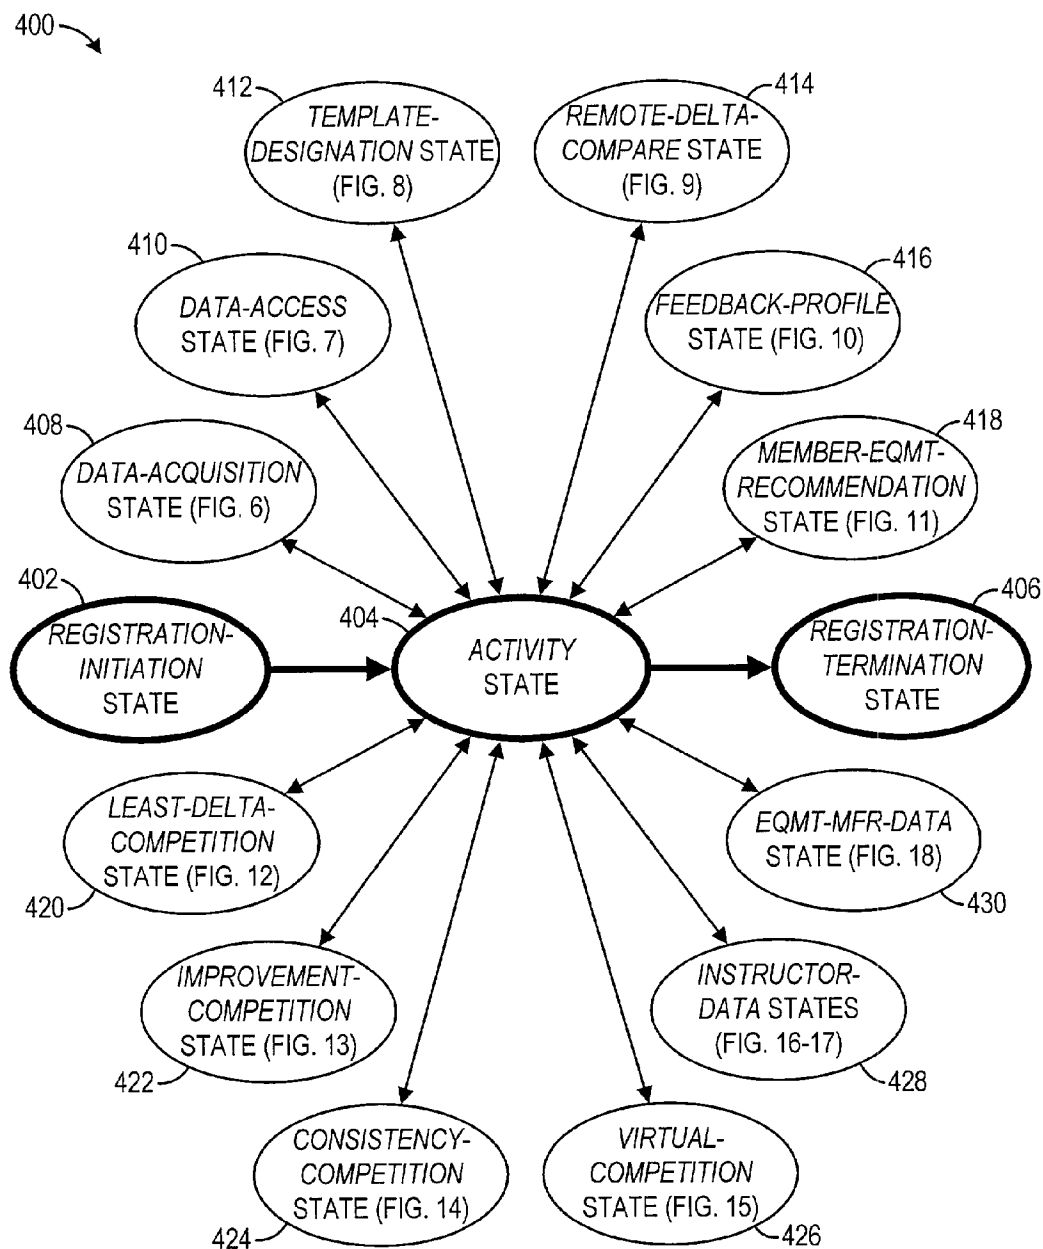 400
412
TEMPLATE-
DESIGNATION STATE
(FIG. 8)
414
REMOTE-DELTA-
COMPARE STATE
(FIG. 9)
410
DATA-ACCESS
STATE (FIG. 7)
416
FEEDBACK-PROFILE
STATE (FIG. 10)
408
DATA-ACQUISITION
STATE (FIG. 6)
418
MEMBER-EQMT-
RECOMMENDATION
STATE (FIG. 11)
402
REGISTRATION-
INITIATION
STATE
404
ACTIVITY
STATE
406
REGISTRATION-
TERMINATION
STATE
LEAST-DELTA-
COMPETITION
STATE (FIG. 12)
420
EQMT-MFR-DATA
STATE (FIG. 18)
430
IMPROVEMENT-
COMPETITION
STATE (FIG. 13)
422
INSTRUCTOR-
DATA STATES
(FIG. 16-17)
428
CONSISTENCY-
COMPETITION
STATE (FIG. 14)
424
VIRTUAL-
COMPETITION
STATE (FIG. 15)
426